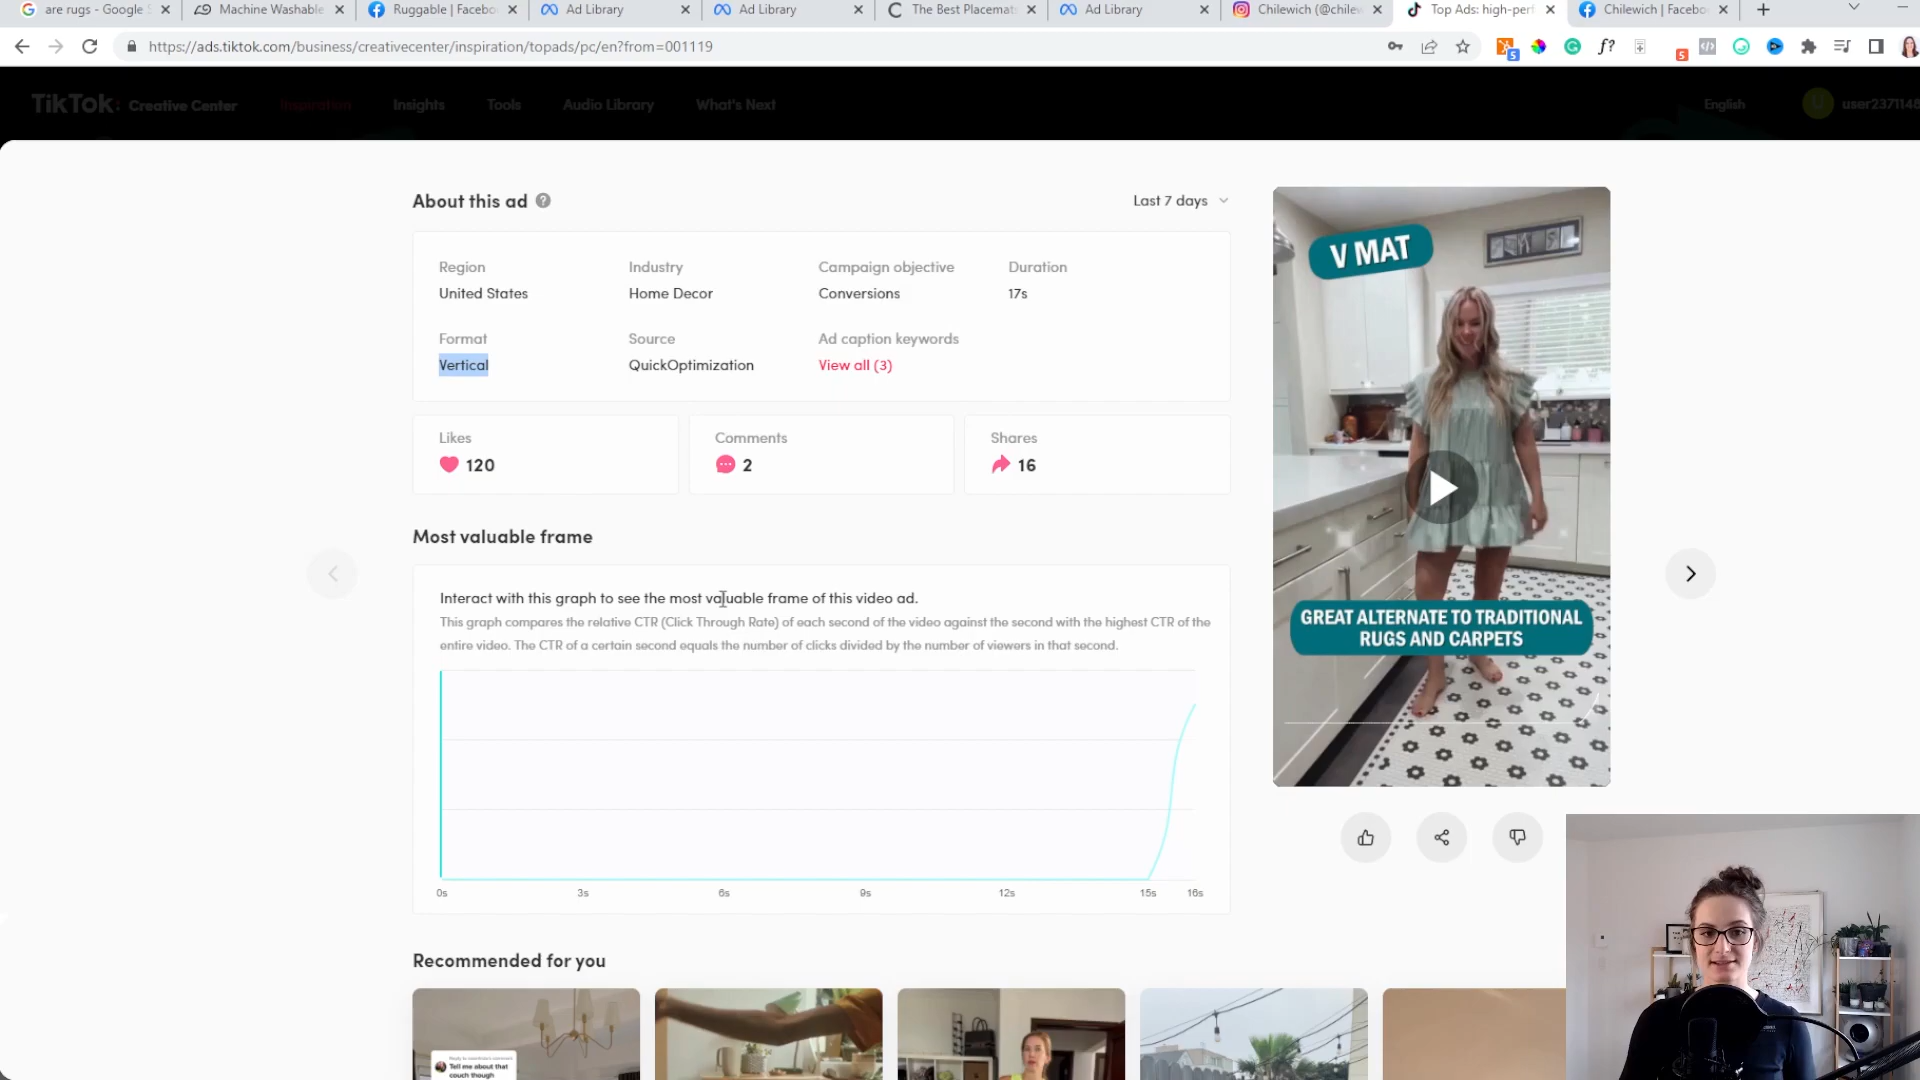 are rugs - Google S
Machine Washable
Ruggable | Facebo
Ad Library
Ad Library
The Best Placemat
Ad Library
Chilewich (@chilew
Top Ads: high-perf
Chilewich | Facebo
https://ads.tiktok.com/business/creativecenter/inspiration/topads/pc/en?from=001119
TikTok: Creative Center
Inspiration
Insights
Tools
Audio Library
What's Next
English
U
user2371148
About this ad
Last 7 days
Region
Industry
Campaign objective
Duration
United States
Home Decor
Conversions
17s
Format
Source
Ad caption keywords
Vertical
QuickOptimization
View all (3)
Likes
Comments
Shares
120
2
16
Most valuable frame
Interact with this graph to see the most valuable frame of this video ad.
This graph compares the relative CTR (Click Through Rate) of each second of the video against the second with the highest CTR of the
entire video. The CTR of a certain second equals the number of clicks divided by the number of viewers in that second.
0s
3s
6s
9s
12s
15s
16s
V MAT
GREAT ALTERNATE TO TRADITIONAL
RUGS AND CARPETS
Recommended for you
Tell me about that
couch though